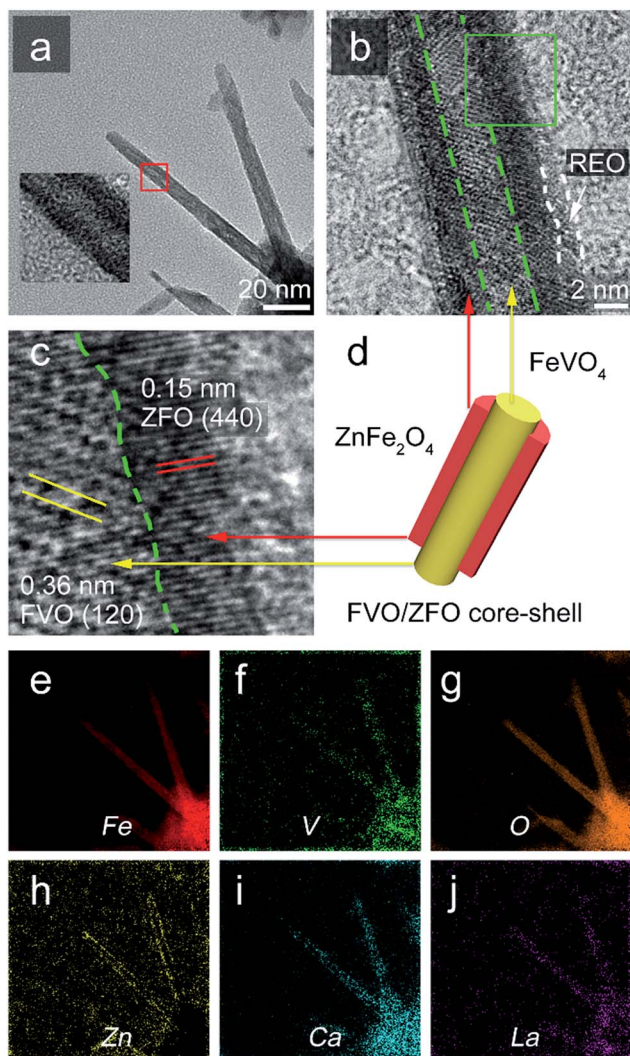 a
20 nm
b
REO
2 nm
c
0.15 nm
ZFO (440)
0.36 nm
FVO (120)
d
FeVO₄
ZnFe₂O₄
FVO/ZFO core-shell
e
Fe
f
V
g
O
h
Zn
i
Ca
j
La